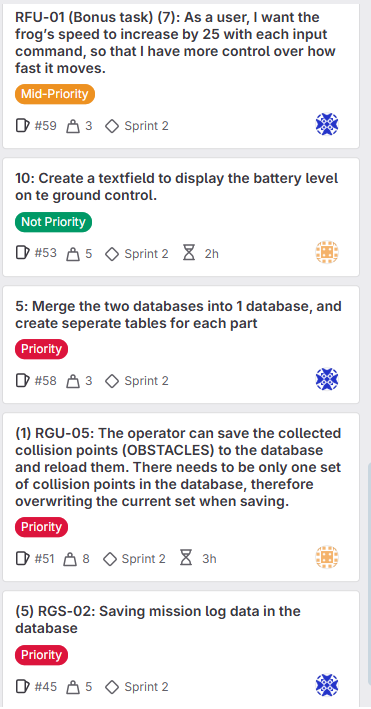 RFU-01 (Bonus task) (7): As a user, I want the
frog's speed to increase by 25 with each input
command, so that I have more control over how
fast it moves.
Mid-Priority
#59 3 Sprint 2
10: Create a textfield to display the battery level
on te ground control.
Not Priority
#53 5 Sprint 2 2h
5: Merge the two databases into 1 database, and
create seperate tables for each part
Priority
#58 3 Sprint 2
(1) RGU-05: The operator can save the collected
collision points (OBSTACLES) to the database
and reload them. There needs to be only one set
of collision points in the database, therefore
overwriting the current set when saving.
Priority
#51 8 Sprint 2 3h
(5) RGS-02: Saving mission log data in the
database
Priority
#45 5 Sprint 2